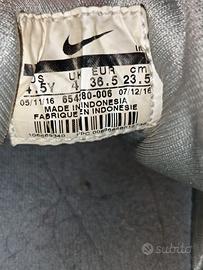 US UK EUR cm
4.5Y 4 36.5 23.5
05/11/16 654280-006 07/12/16
MADE IN INDONESIA
FABRIQUE EN INDONESIE
subito